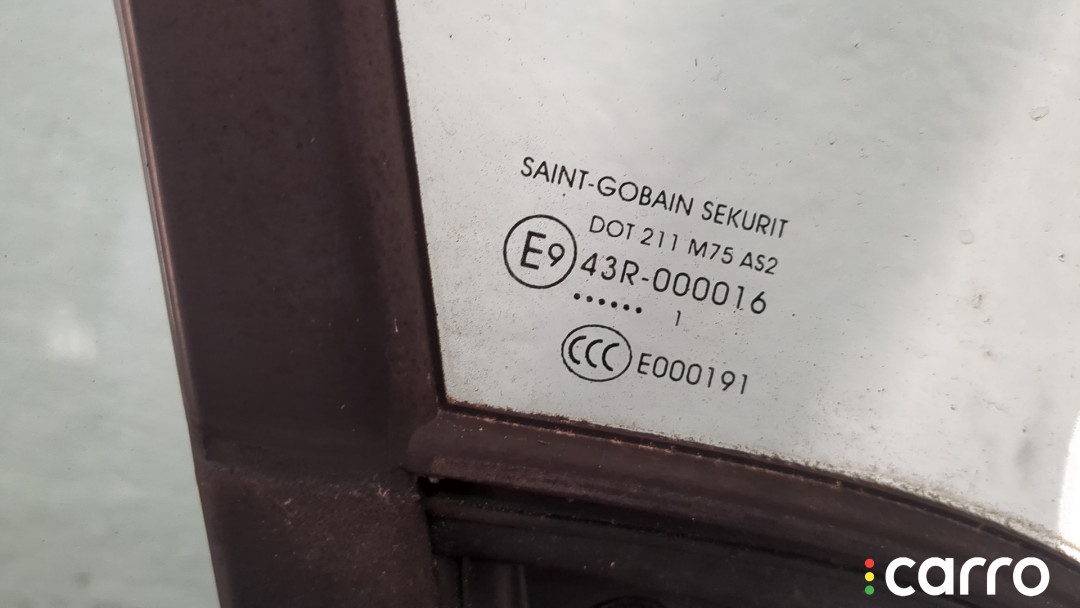 SAINT-GOBAIN SEKURIT
DOT 211 M75 AS2
E9 43R-000016
...... 1
CCC E000191
carro